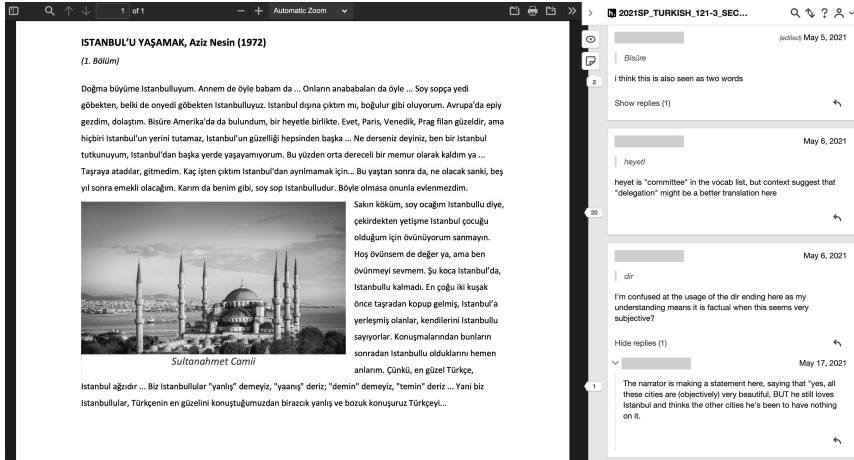 1 of 1
Automatic Zoom
2021SP_TURKISH_121-3_SEC...
ISTANBUL'U YAŞAMAK, Aziz Nesin (1972)
(1. Bölüm)
Doğma büyüme Istanbulluyum. Annem de öyle babam da ... Onların anababaları da öyle ... Soy sopça yedi
göbekten, belki de onyedi göbekten Istanbulluyuz. Istanbul dışına çıktım mı, boğulur gibi oluyorum. Avrupa'da epiy
gezdim, dolaştım. Bisüre Amerika'da da bulundum, bir heyetle birlikte. Evet, Paris, Venedik, Prag filan güzeldir, ama
hiçbiri Istanbul'un yerini tutamaz, Istanbul'un güzelliği hepsinden başka ... Ne derseniz deyiniz, ben bir Istanbul
tutkunuyum, Istanbul'dan başka yerde yaşayamıyorum. Bu yüzden orta dereceli bir memur olarak kaldım ya ...
Taşraya atadılar, gitmedim. Kaç işten çıktım Istanbul'dan ayrılmamak için... Bu yaştan sonra da, ne olacak sanki, beş
yıl sonra emekli olacağım. Karım da benim gibi, soy sop Istanbulludur. Böyle olmasa onunla evlenmezdim.
Sakın köküm, soy ocağım Istanbullu diye,
çekirdekten yetişme Istanbul çocuğu
olduğum için övünüyorum sanmayın.
Hoş övünsem de değer ya, ama ben
övünmeyi sevmem. Şu koca Istanbul'da,
Istanbullu kalmadı. En çoğu iki kuşak
önce taşradan kopup gelmiş, Istanbul'a
yerleşmiş olanlar, kendilerini Istanbullu
sayıyorlar. Konuşmalarından bunların
sonradan Istanbullu olduklarını hemen
anlarım. Çünkü, en güzel Türkçe,
Sultanahmet Camii
Istanbul ağzıdır ... Biz Istanbullular "yanlış" demeyiz, "yaanış" deriz; "demin" demeyiz, "temin" deriz ... Yani biz
Istanbullular, Türkçenin en güzelini konuştuğumuzdan birazcık yanlış ve bozuk konuşuruz Türkçeyi...
2
20
1
(edited) May 5, 2021
Bisüre
i think this is also seen as two words
Show replies (1)
May 6, 2021
heyetl
heyet is "committee" in the vocab list, but context suggest that
"delegation" might be a better translation here
May 6, 2021
dir
I'm confused at the usage of the dir ending here as my
understanding means it is factual when this seems very
subjective?
Hide replies (1)
May 17, 2021
The narrator is making a statement here, saying that "yes, all
these cities are (objectively) very beautiful, BUT he still loves
Istanbul and thinks the other cities he's been to have nothing
on it.